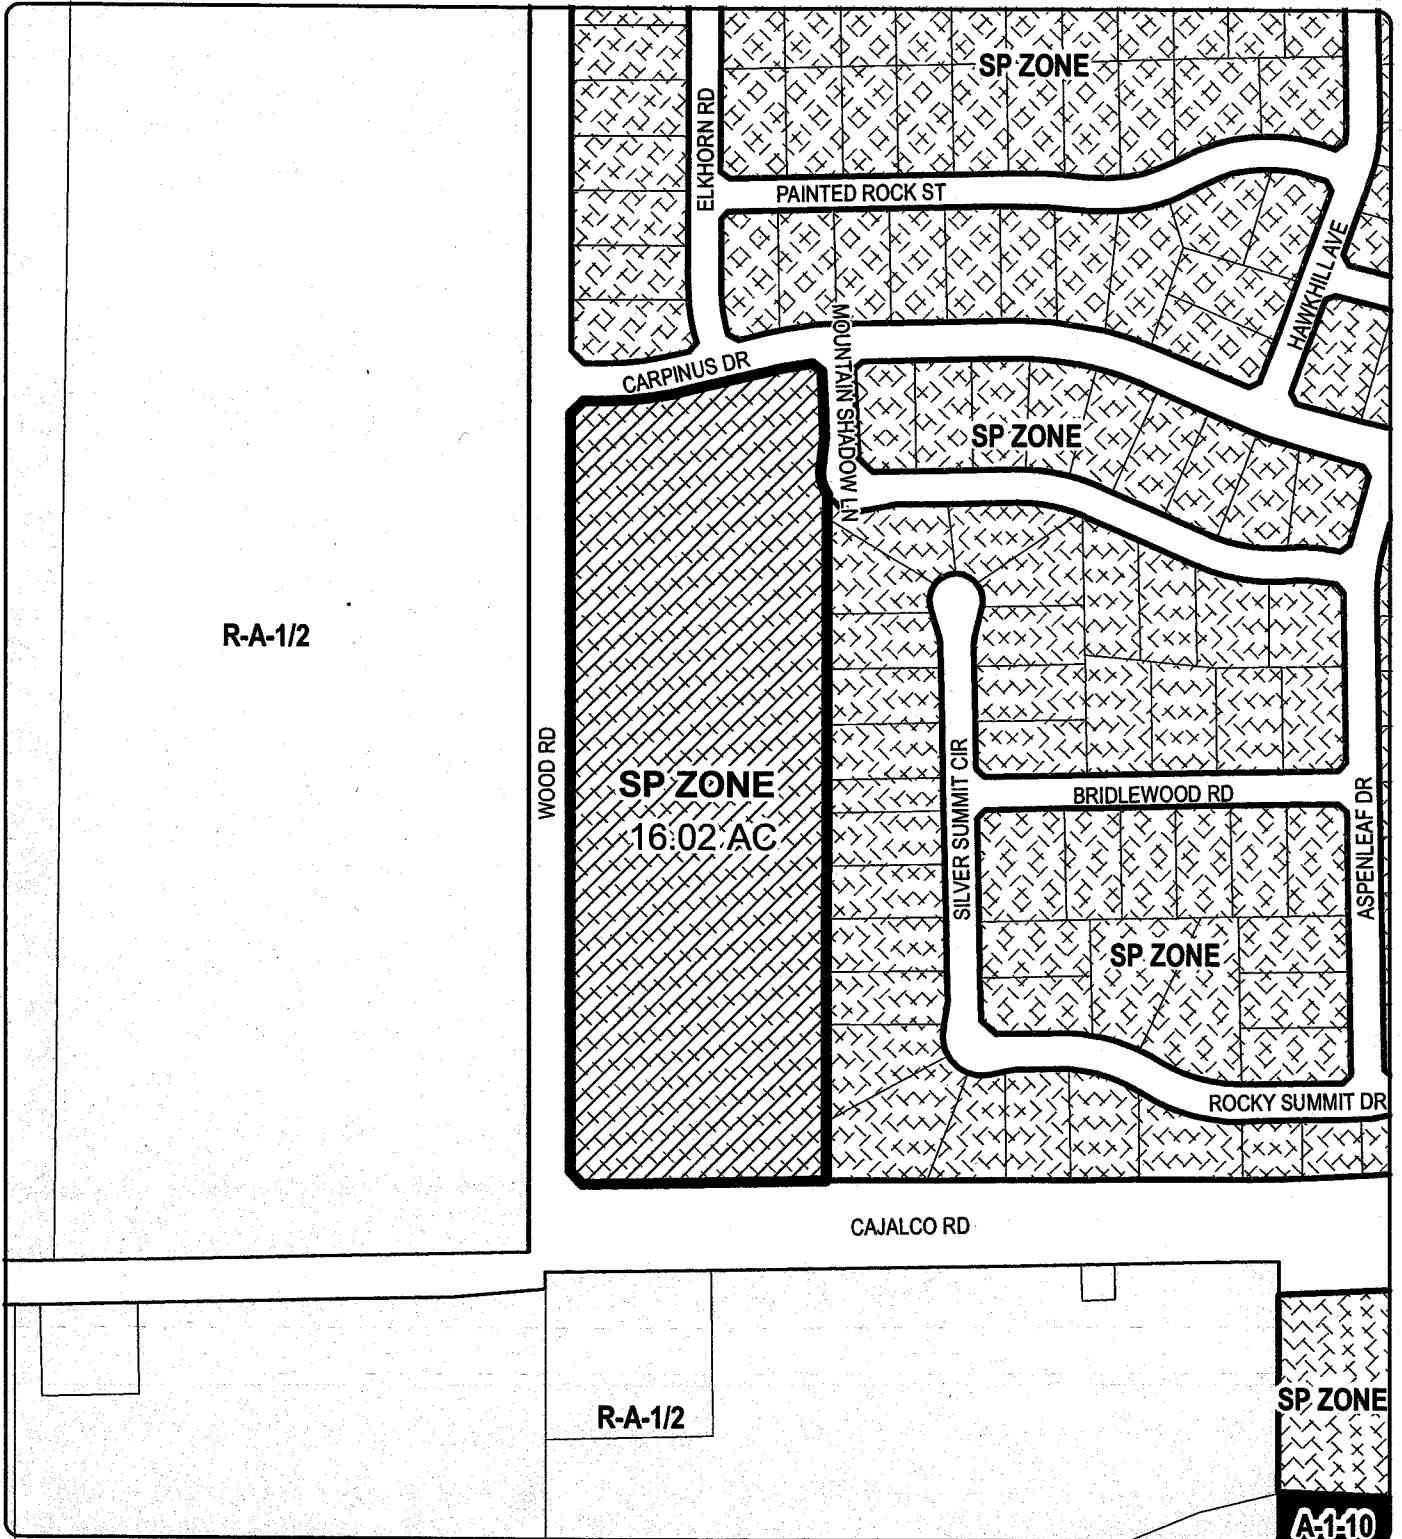 SP ZONE
ELKHORN RD
PAINTED ROCK ST
HAWKHILL AVE
MOUNTAIN SHADOW LN
CARPINUS DR
SP ZONE
R-A-1/2
WOOD RD
SP ZONE
16.02 AC
SILVER SUMMIT CIR
BRIDLEWOOD RD
ASPENLEAF DR
SP ZONE
ROCKY SUMMIT DR
CAJALCO RD
R-A-1/2
SP ZONE
A-1-10